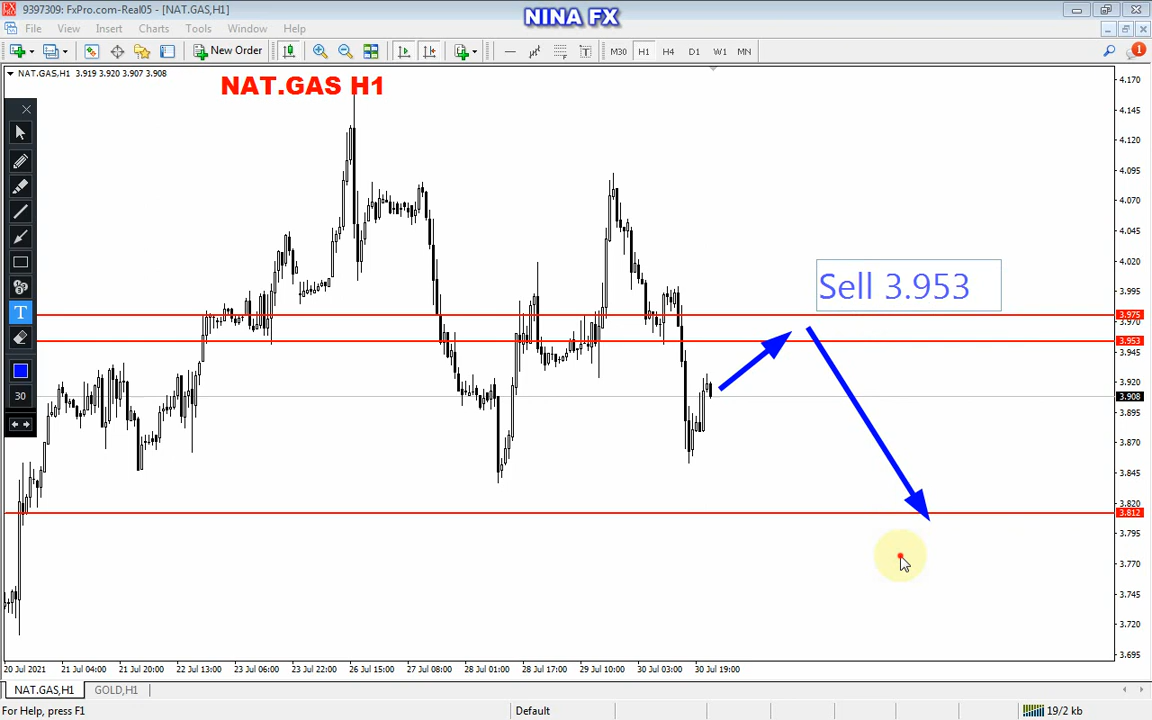 9397309: FxPro.com-Real05 - [NAT.GAS,H1]
NINA FX
File View Insert Charts Tools Window Help
New Order
M30 H1 H4 D1 W1 MN
1
NAT.GAS,H1 3.919 3.920 3.907 3.908
NAT.GAS H1
4.170
4.145
4.120
4.095
4.070
4.045
4.020
3.995
Sell 3.953
3.975
3.970
3.953
3.945
3.920
3.908
3.895
3.870
3.845
3.820
3.812
3.795
3.770
3.745
3.720
3.695
T
T
30
20 Jul 2021 21 Jul 04:00 21 Jul 20:00 22 Jul 13:00 23 Jul 06:00 23 Jul 22:00 26 Jul 15:00 27 Jul 08:00 28 Jul 01:00 28 Jul 17:00 29 Jul 10:00 30 Jul 03:00 30 Jul 19:00
NAT.GAS,H1 GOLD,H1
For Help, press F1 Default 19/2 kb